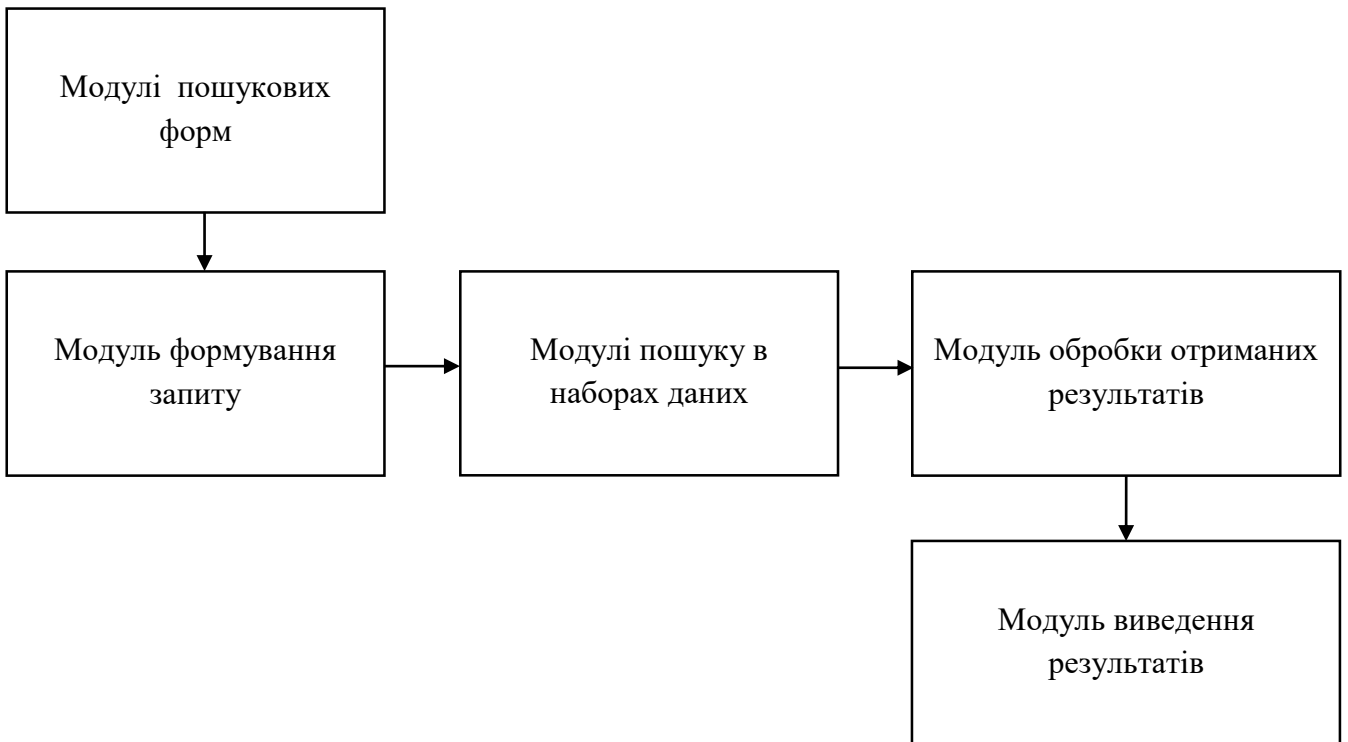 Модулі пошукових
форм
Модуль формування
запиту
Модулі пошуку в
наборах даних
Модуль обробки отриманих
результатів
Модуль виведення
результатів